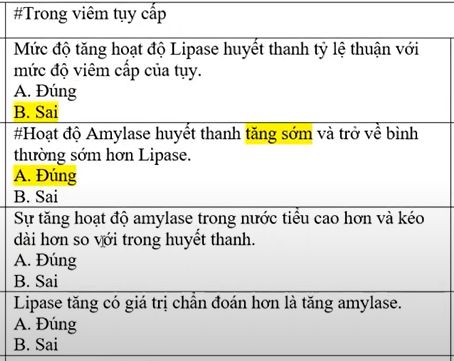 #Trong viêm tụy cấp
Mức độ tăng hoạt độ Lipase huyết thanh tỷ lệ thuận với
mức độ viêm cấp của tụy.
A. Đúng
B. Sai
#Hoạt độ Amylase huyết thanh tăng sớm và trở về bình
thường sớm hơn Lipase.
A. Đúng
B. Sai
Sự tăng hoạt độ amylase trong nước tiểu cao hơn và kéo
dài hơn so với trong huyết thanh.
A. Đúng
B. Sai
Lipase tăng có giá trị chẩn đoán hơn là tăng amylase.
A. Đúng
B. Sai